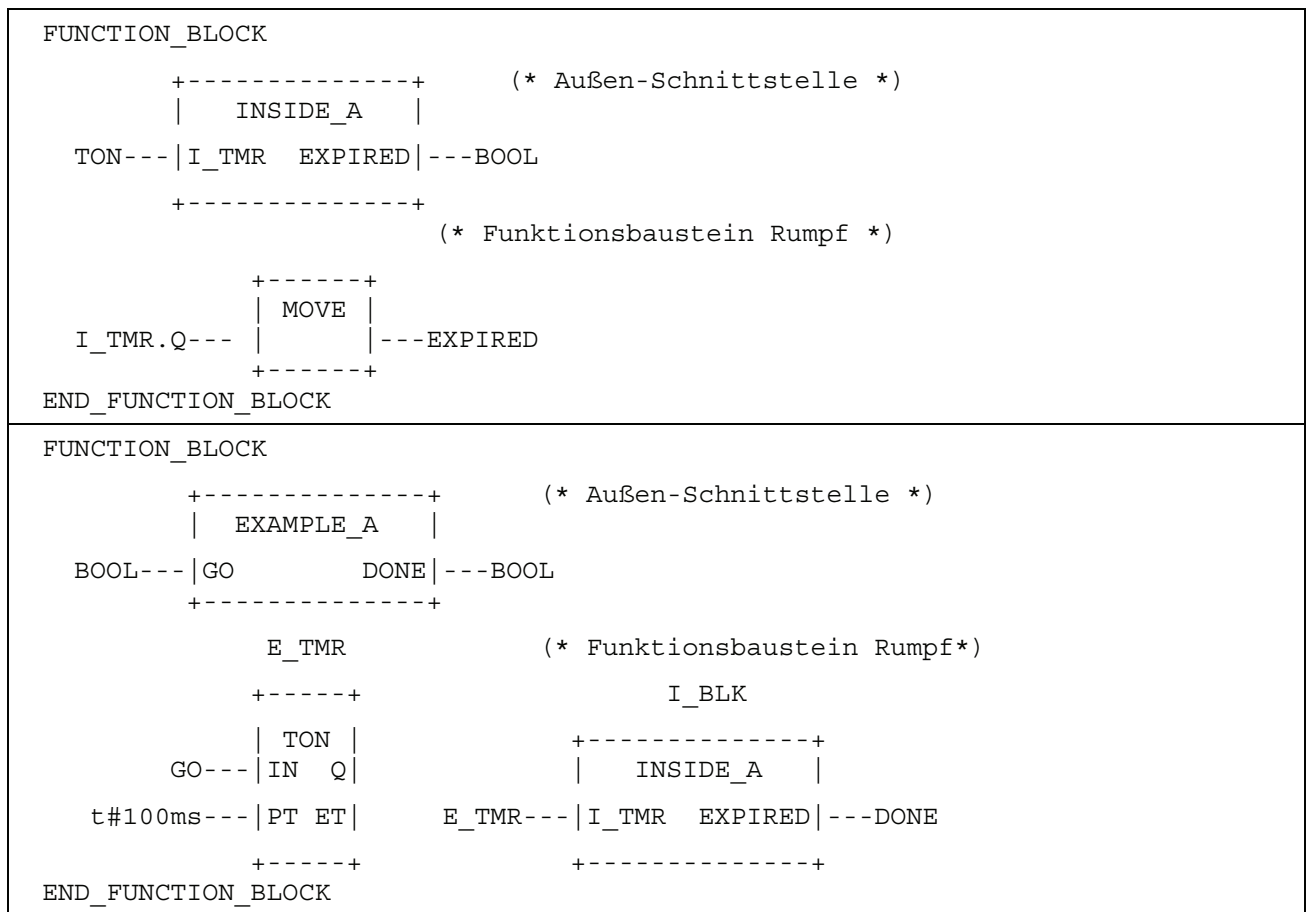 FUNCTION_BLOCK
+--------------+ (* Außen-Schnittstelle *)
| INSIDE_A |
TON---|I_TMR EXPIRED|---BOOL
+--------------+
(* Funktionsbaustein Rumpf *)
+------+
| MOVE |
I_TMR.Q--- | |---EXPIRED
+------+
END_FUNCTION_BLOCK
FUNCTION_BLOCK
+--------------+ (* Außen-Schnittstelle *)
| EXAMPLE_A |
BOOL---|GO DONE|---BOOL
+--------------+
E_TMR (* Funktionsbaustein Rumpf*)
+-----+ I_BLK
| TON | +--------------+
GO---|IN Q| | INSIDE_A |
t#100ms---|PT ET| E_TMR---|I_TMR EXPIRED|---DONE
+-----+ +--------------+
END_FUNCTION_BLOCK